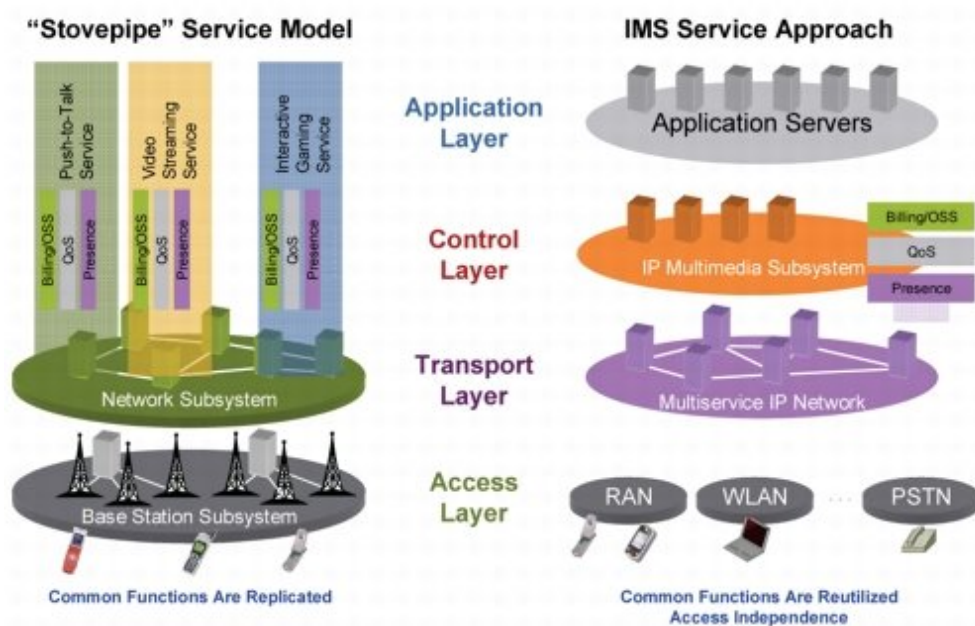 “Stovepipe” Service Model
IMS Service Approach
Push-to-Talk
Service
Video
Streaming
Service
Interactive
Gaming
Service
Billing/OSS
QoS
Presence
Billing/OSS
QoS
Presence
Billing/OSS
QoS
Presence
Network Subsystem
Base Station Subsystem
Common Functions Are Replicated
Application
Layer
Control
Layer
Transport
Layer
Access
Layer
Application Servers
IP Multimedia Subsystem
Billing/OSS
QoS
Presence
Multiservice IP Network
RAN
WLAN
....
PSTN
Common Functions Are Reutilized
Access Independence